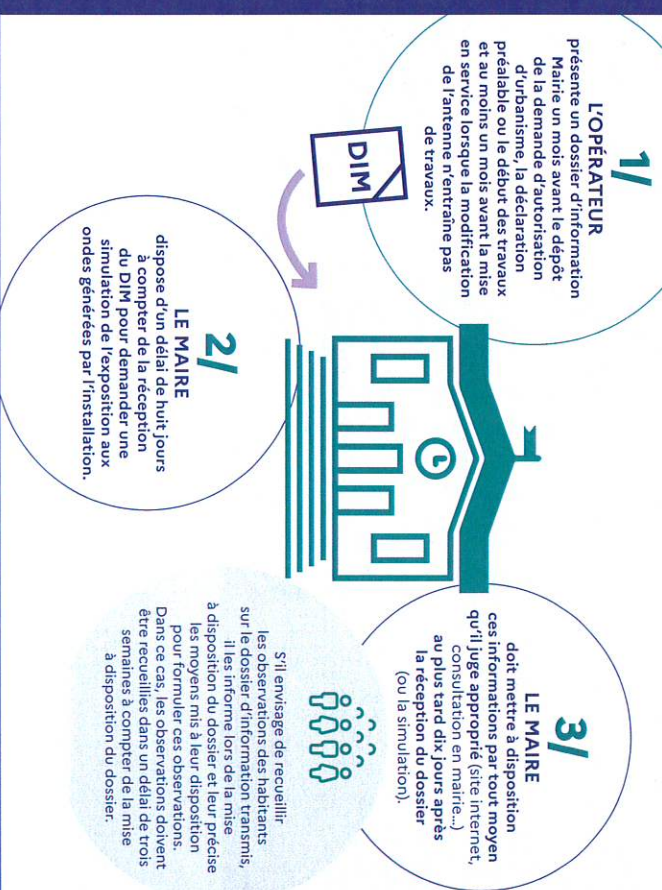 1/
L'OPÉRATEUR
présente un dossier d'information
Mairie un mois avant le dépôt
de la demande d'autorisation
d'urbanisme, la déclaration
préalable ou le début des travaux
et au moins un mois avant la mise
en service lorsque la modification
de l'antenne n'entraîne pas
de travaux.
DIM
2/
LE MAIRE
dispose d'un délai de huit jours
à compter de la réception
du DIM pour demander une
simulation de l'exposition aux
ondes générées par l'installation.
3/
LE MAIRE
doit mettre à disposition
ces informations par tout moyen
qu'il juge approprié (site internet,
consultation en mairie...)
au plus tard dix jours après
la réception du dossier
(ou la simulation).
S'il envisage de recueillir
les observations des habitants
sur le dossier d'information transmis,
il les informe lors de la mise
à disposition du dossier et leur précise
les moyens mis à leur disposition
pour formuler ces observations.
Dans ce cas, les observations doivent
être recueillies dans un délai de trois
semaines à compter de la mise
à disposition du dossier.